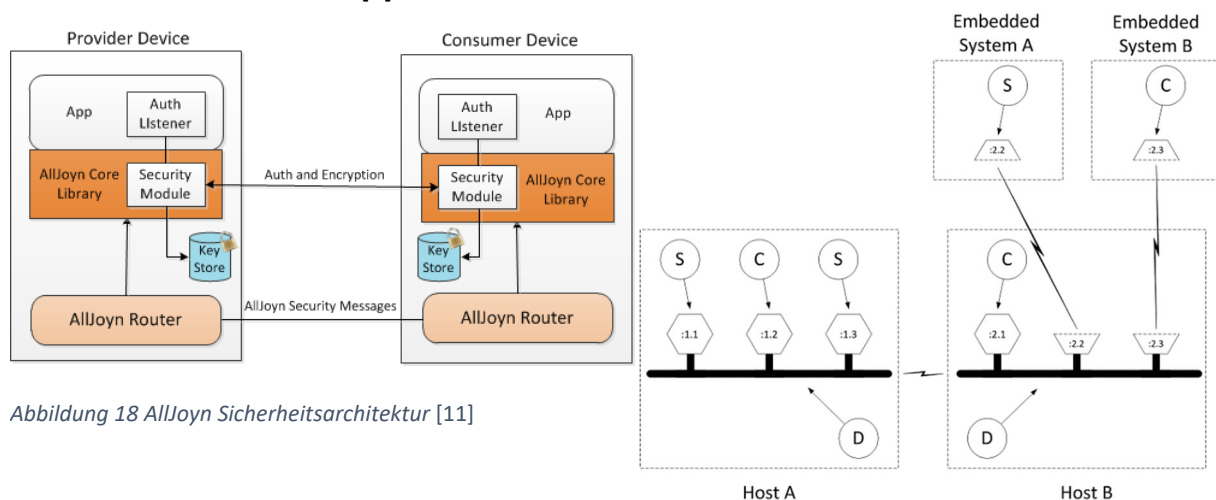 pp
Provider Device
App
Auth
LIstener
AllJoyn Core
Library
Security
Module
Key
Store
AllJoyn Router
Auth and Encryption
AllJoyn Security Messages
Consumer Device
Auth
LIstener
App
Security
Module
AllJoyn Core
Library
Key
Store
AllJoyn Router
Abbildung 18 AllJoyn Sicherheitsarchitektur [11]
Embedded
System A
S
:2.2
Embedded
System B
C
:2.3
S
C
S
:1.1
:1.2
:1.3
D
Host A
C
:2.1
:2.2
:2.3
D
Host B